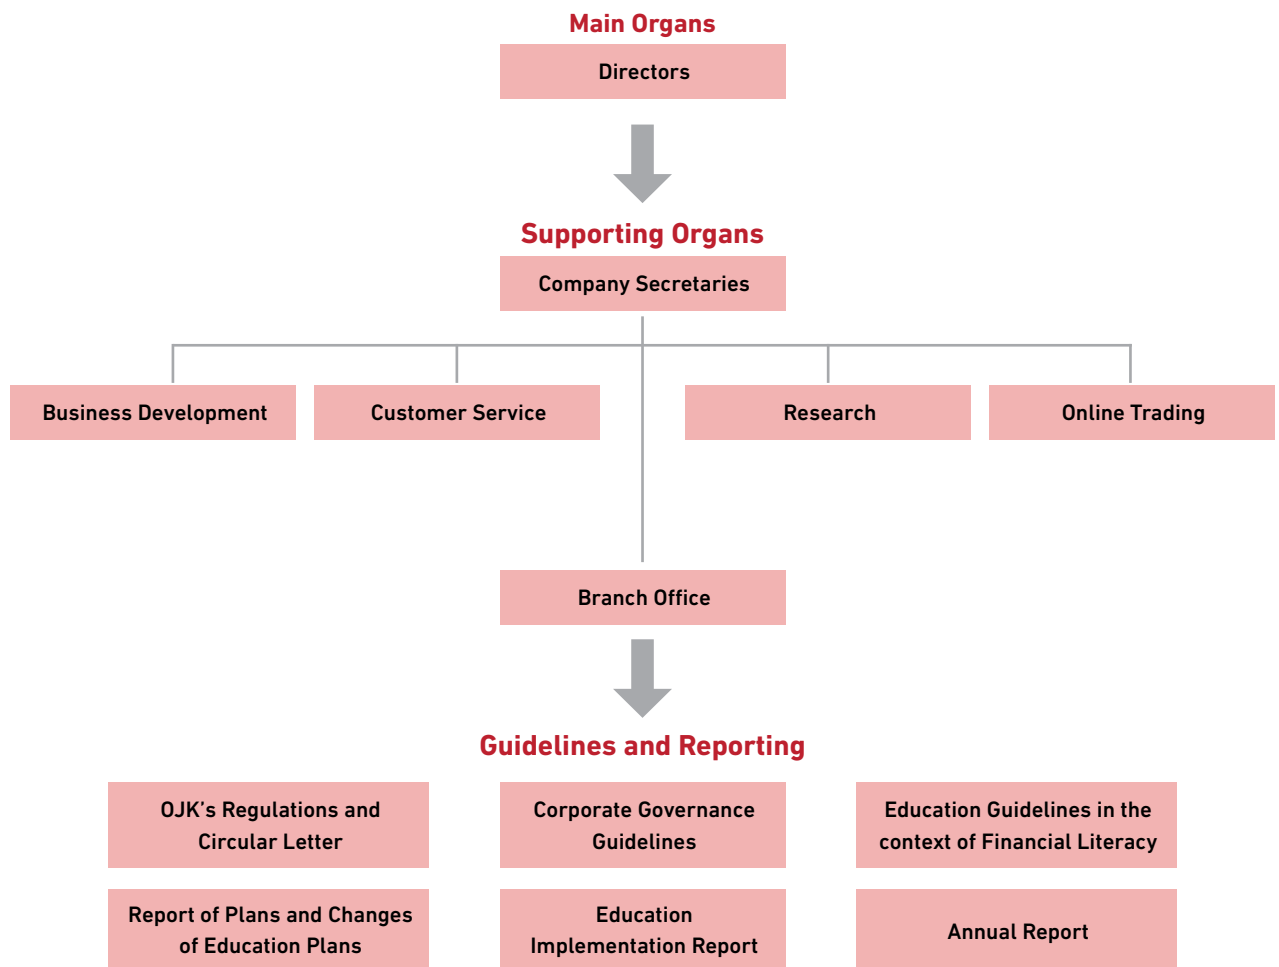 Main Organs
Directors
Supporting Organs
Company Secretaries
Business Development
Customer Service
Research
Online Trading
Branch Office
Guidelines and Reporting
OJK's Regulations and
Circular Letter
Corporate Governance
Guidelines
Education Guidelines in the
context of Financial Literacy
Report of Plans and Changes
of Education Plans
Education
Implementation Report
Annual Report